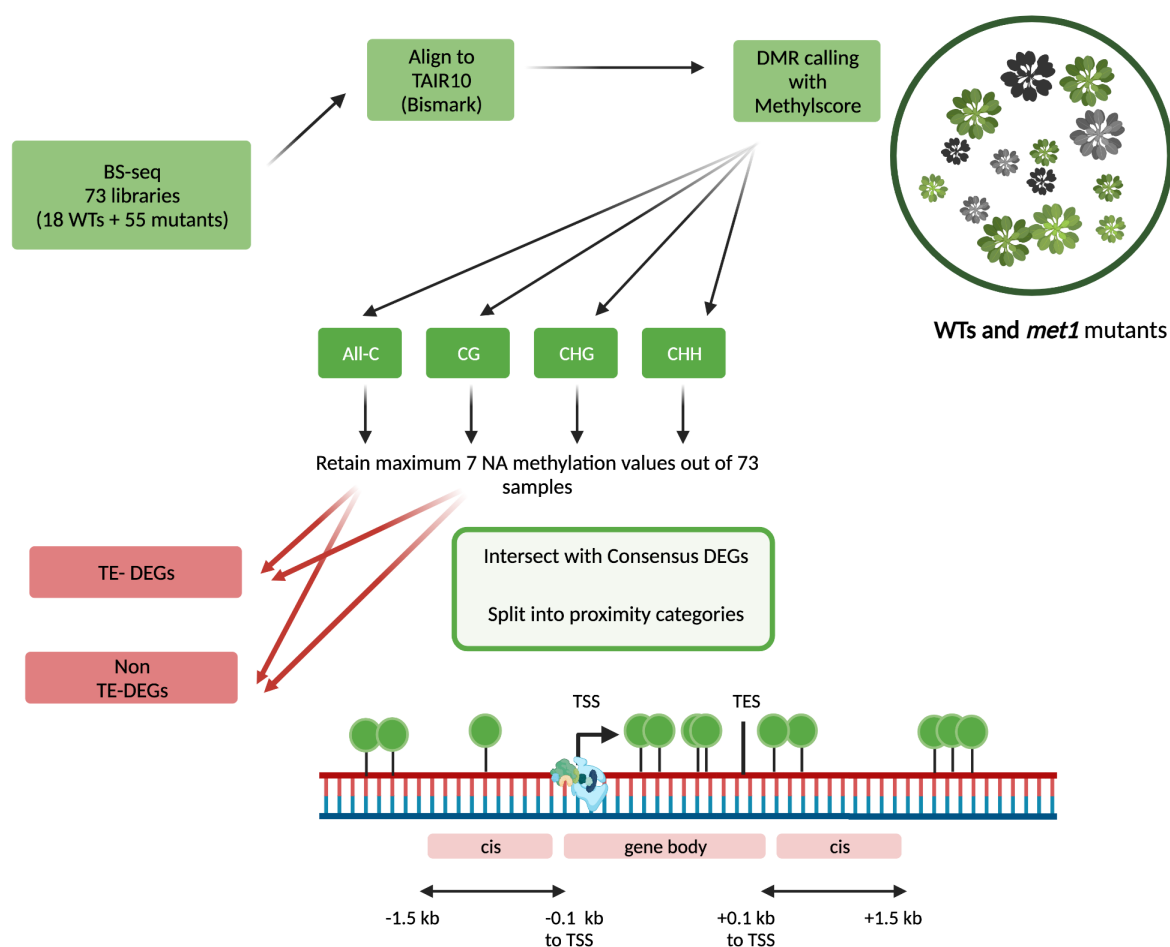 BS-seq
73 libraries
(18 WTs + 55 mutants)
Align to
TAIR10
(Bismark)
DMR calling
with
Methylscore
WTs and met1 mutants
All-C
CG
CHG
CHH
Retain maximum 7 NA methylation values out of 73
samples
TE- DEGs
Non
TE-DEGs
Intersect with Consensus DEGs
Split into proximity categories
TSS
TES
cis
gene body
cis
-1.5 kb
-0.1 kb
to TSS
+0.1 kb
to TSS
+1.5 kb